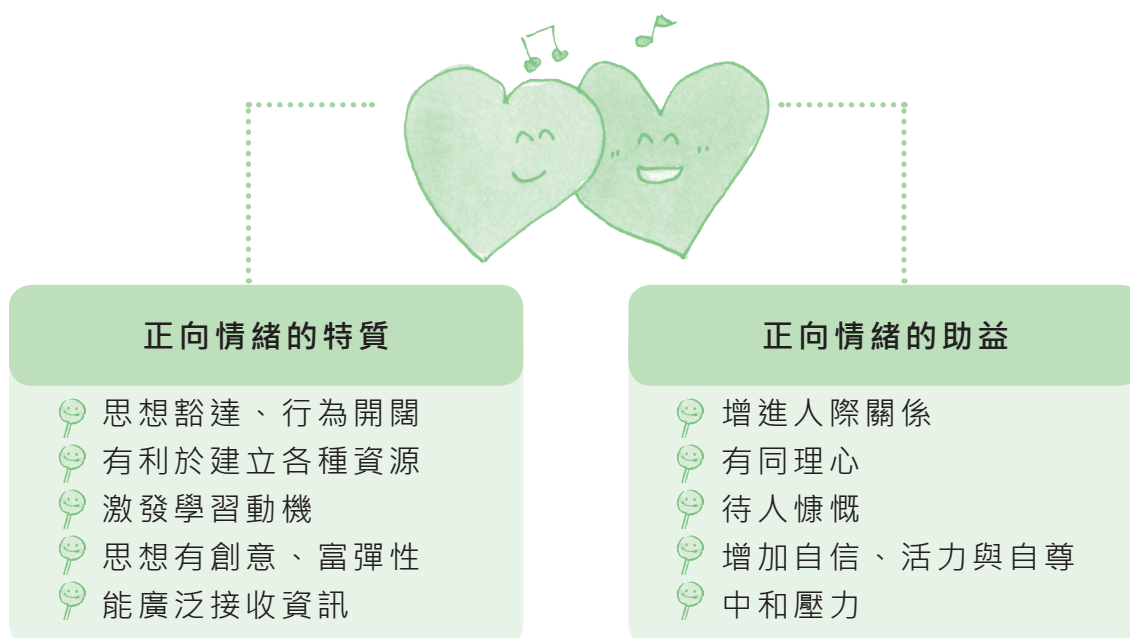 正向情緒的特質
思想豁達、行為開闊
有利於建立各種資源
激發學習動機
思想有創意、富彈性
能廣泛接收資訊
正向情緒的助益
增進人際關係
有同理心
待人慷慨
增加自信、活力與自尊
中和壓力